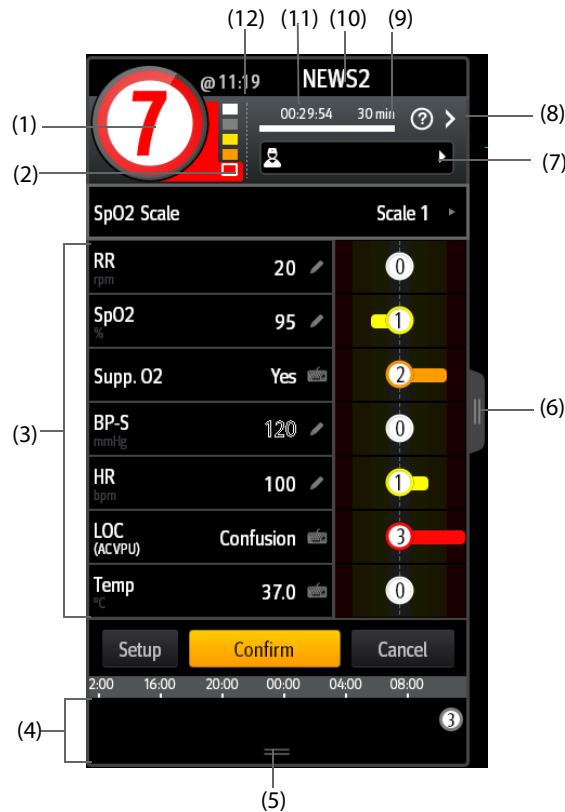 (12) (11) (10) (9)
@ 11:19 NEWS2
7
00:29:54 30 min ?
(1)
(8)
(7)
(2)
SpO2 Scale Scale 1
RR
rpm
20 0
SpO2
%
95 1
Supp. O2 Yes 2
(6)
(3)
BP-S
mmHg
120 0
HR
bpm
100 1
LOC
(ACVPU)
Confusion 3
Temp
°C
37.0 0
Setup Confirm Cancel
2:00 16:00 20:00 00:00 04:00 08:00
3
(4)
(5)